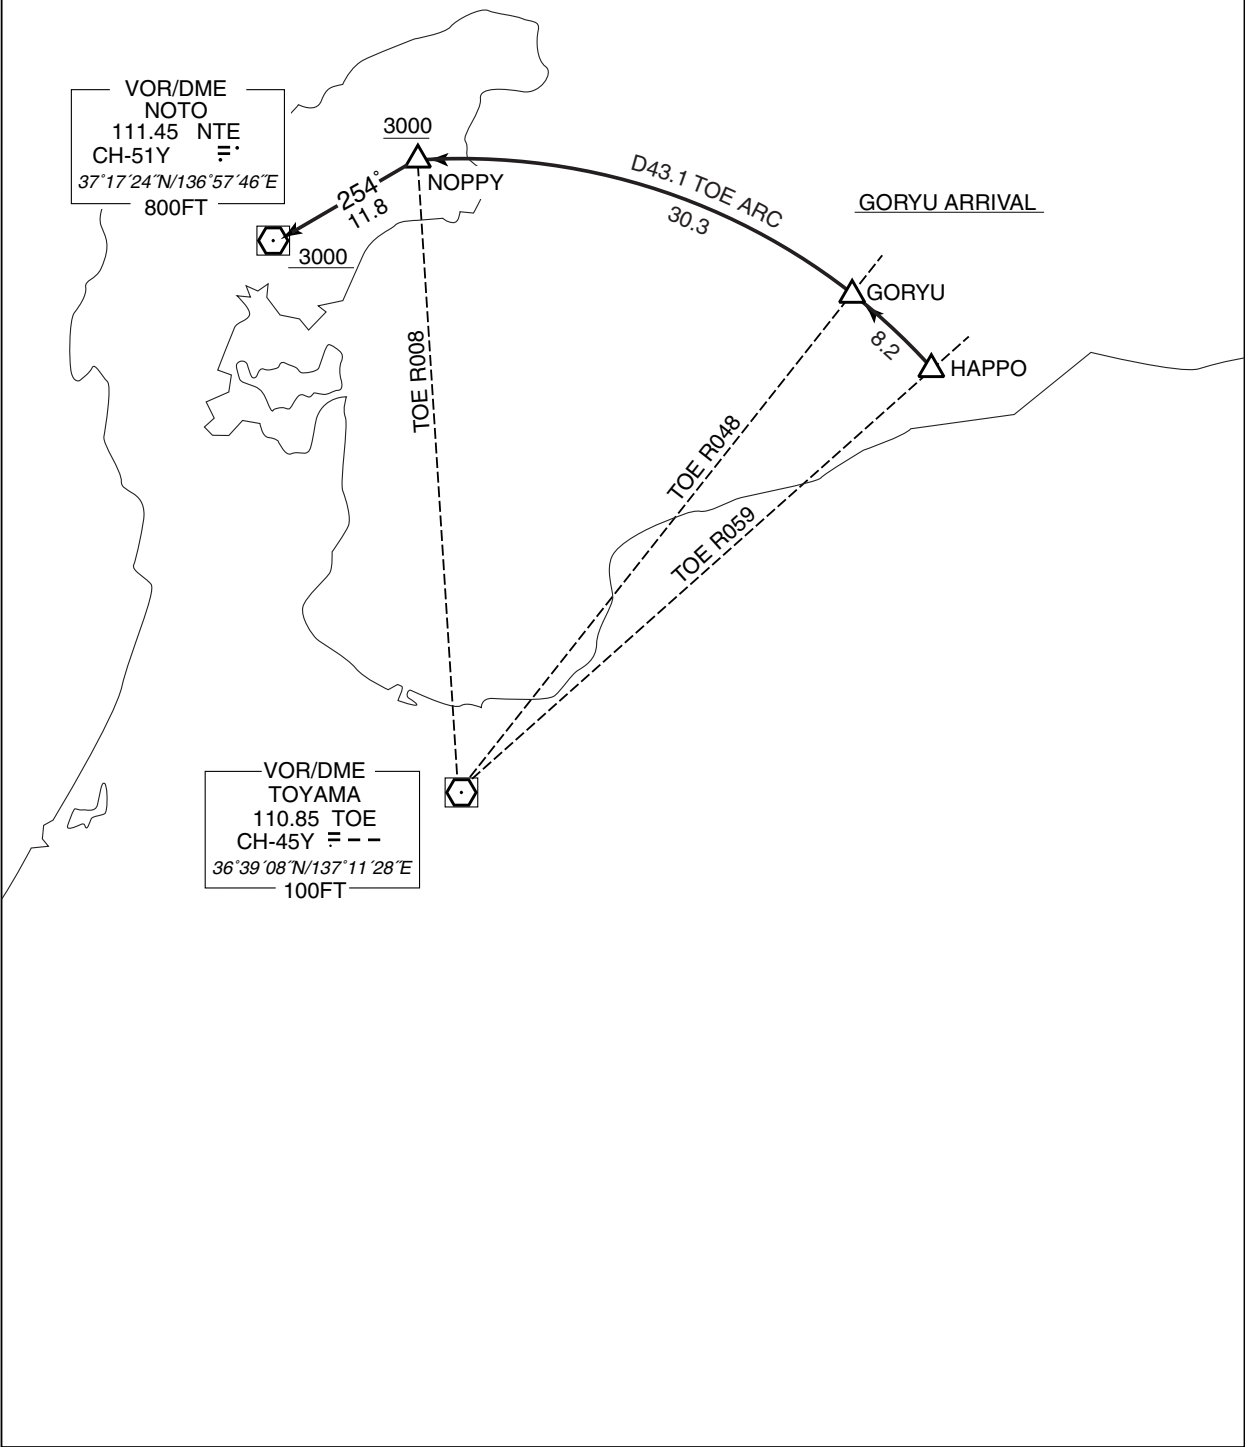 VOR/DME
NOTO
111.45 NTE
CH-51Y
37°17´24˝N/136°57´46˝E
800FT
3000
NOPPY
254°
11.8
3000
D43.1 TOE ARC
30.3
GORYU ARRIVAL
GORYU
8.2
HAPPO
TOE R008
TOE R048
TOE R059
VOR/DME
TOYAMA
110.85 TOE
CH-45Y
36°39´08˝N/137°11´28˝E
100FT